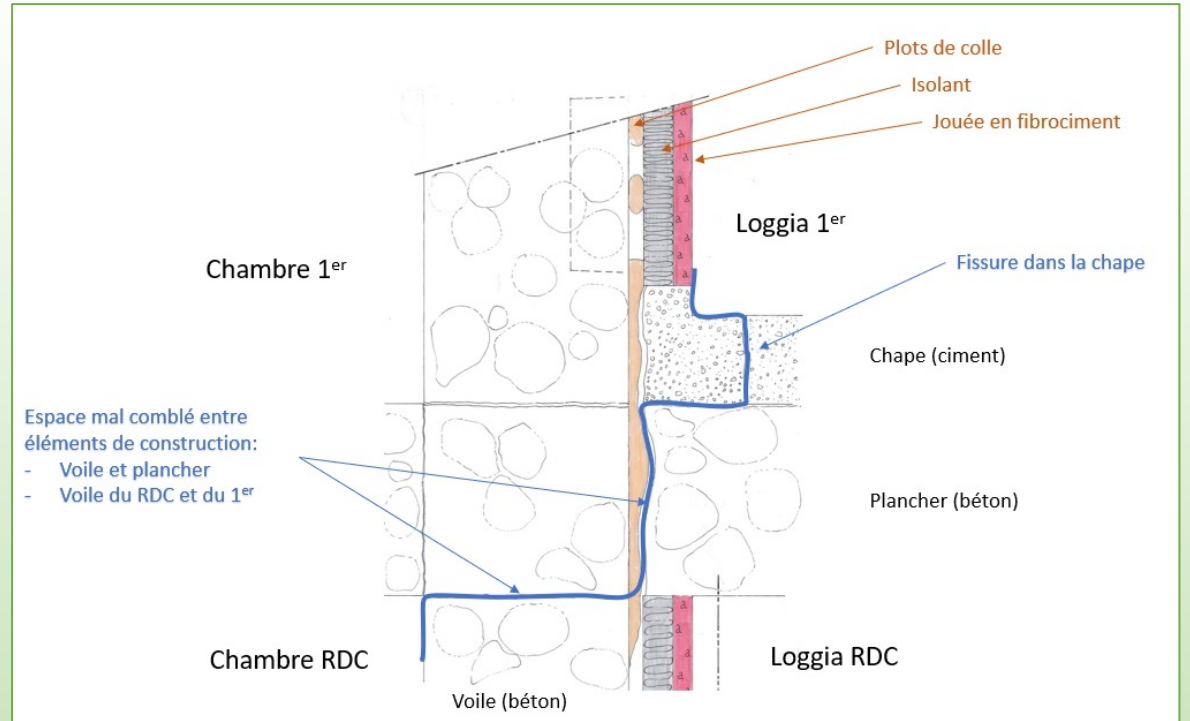 Plots de colle
Isolant
Jouée en fibrociment
Loggia 1er
Chambre 1er
Fissure dans la chape
Chape (ciment)
Espace mal comblé entre
éléments de construction:
- Voile et plancher
- Voile du RDC et du 1er
Plancher (béton)
Chambre RDC
Loggia RDC
Voile (béton)
a
a
a
a
a
a
a
a
a